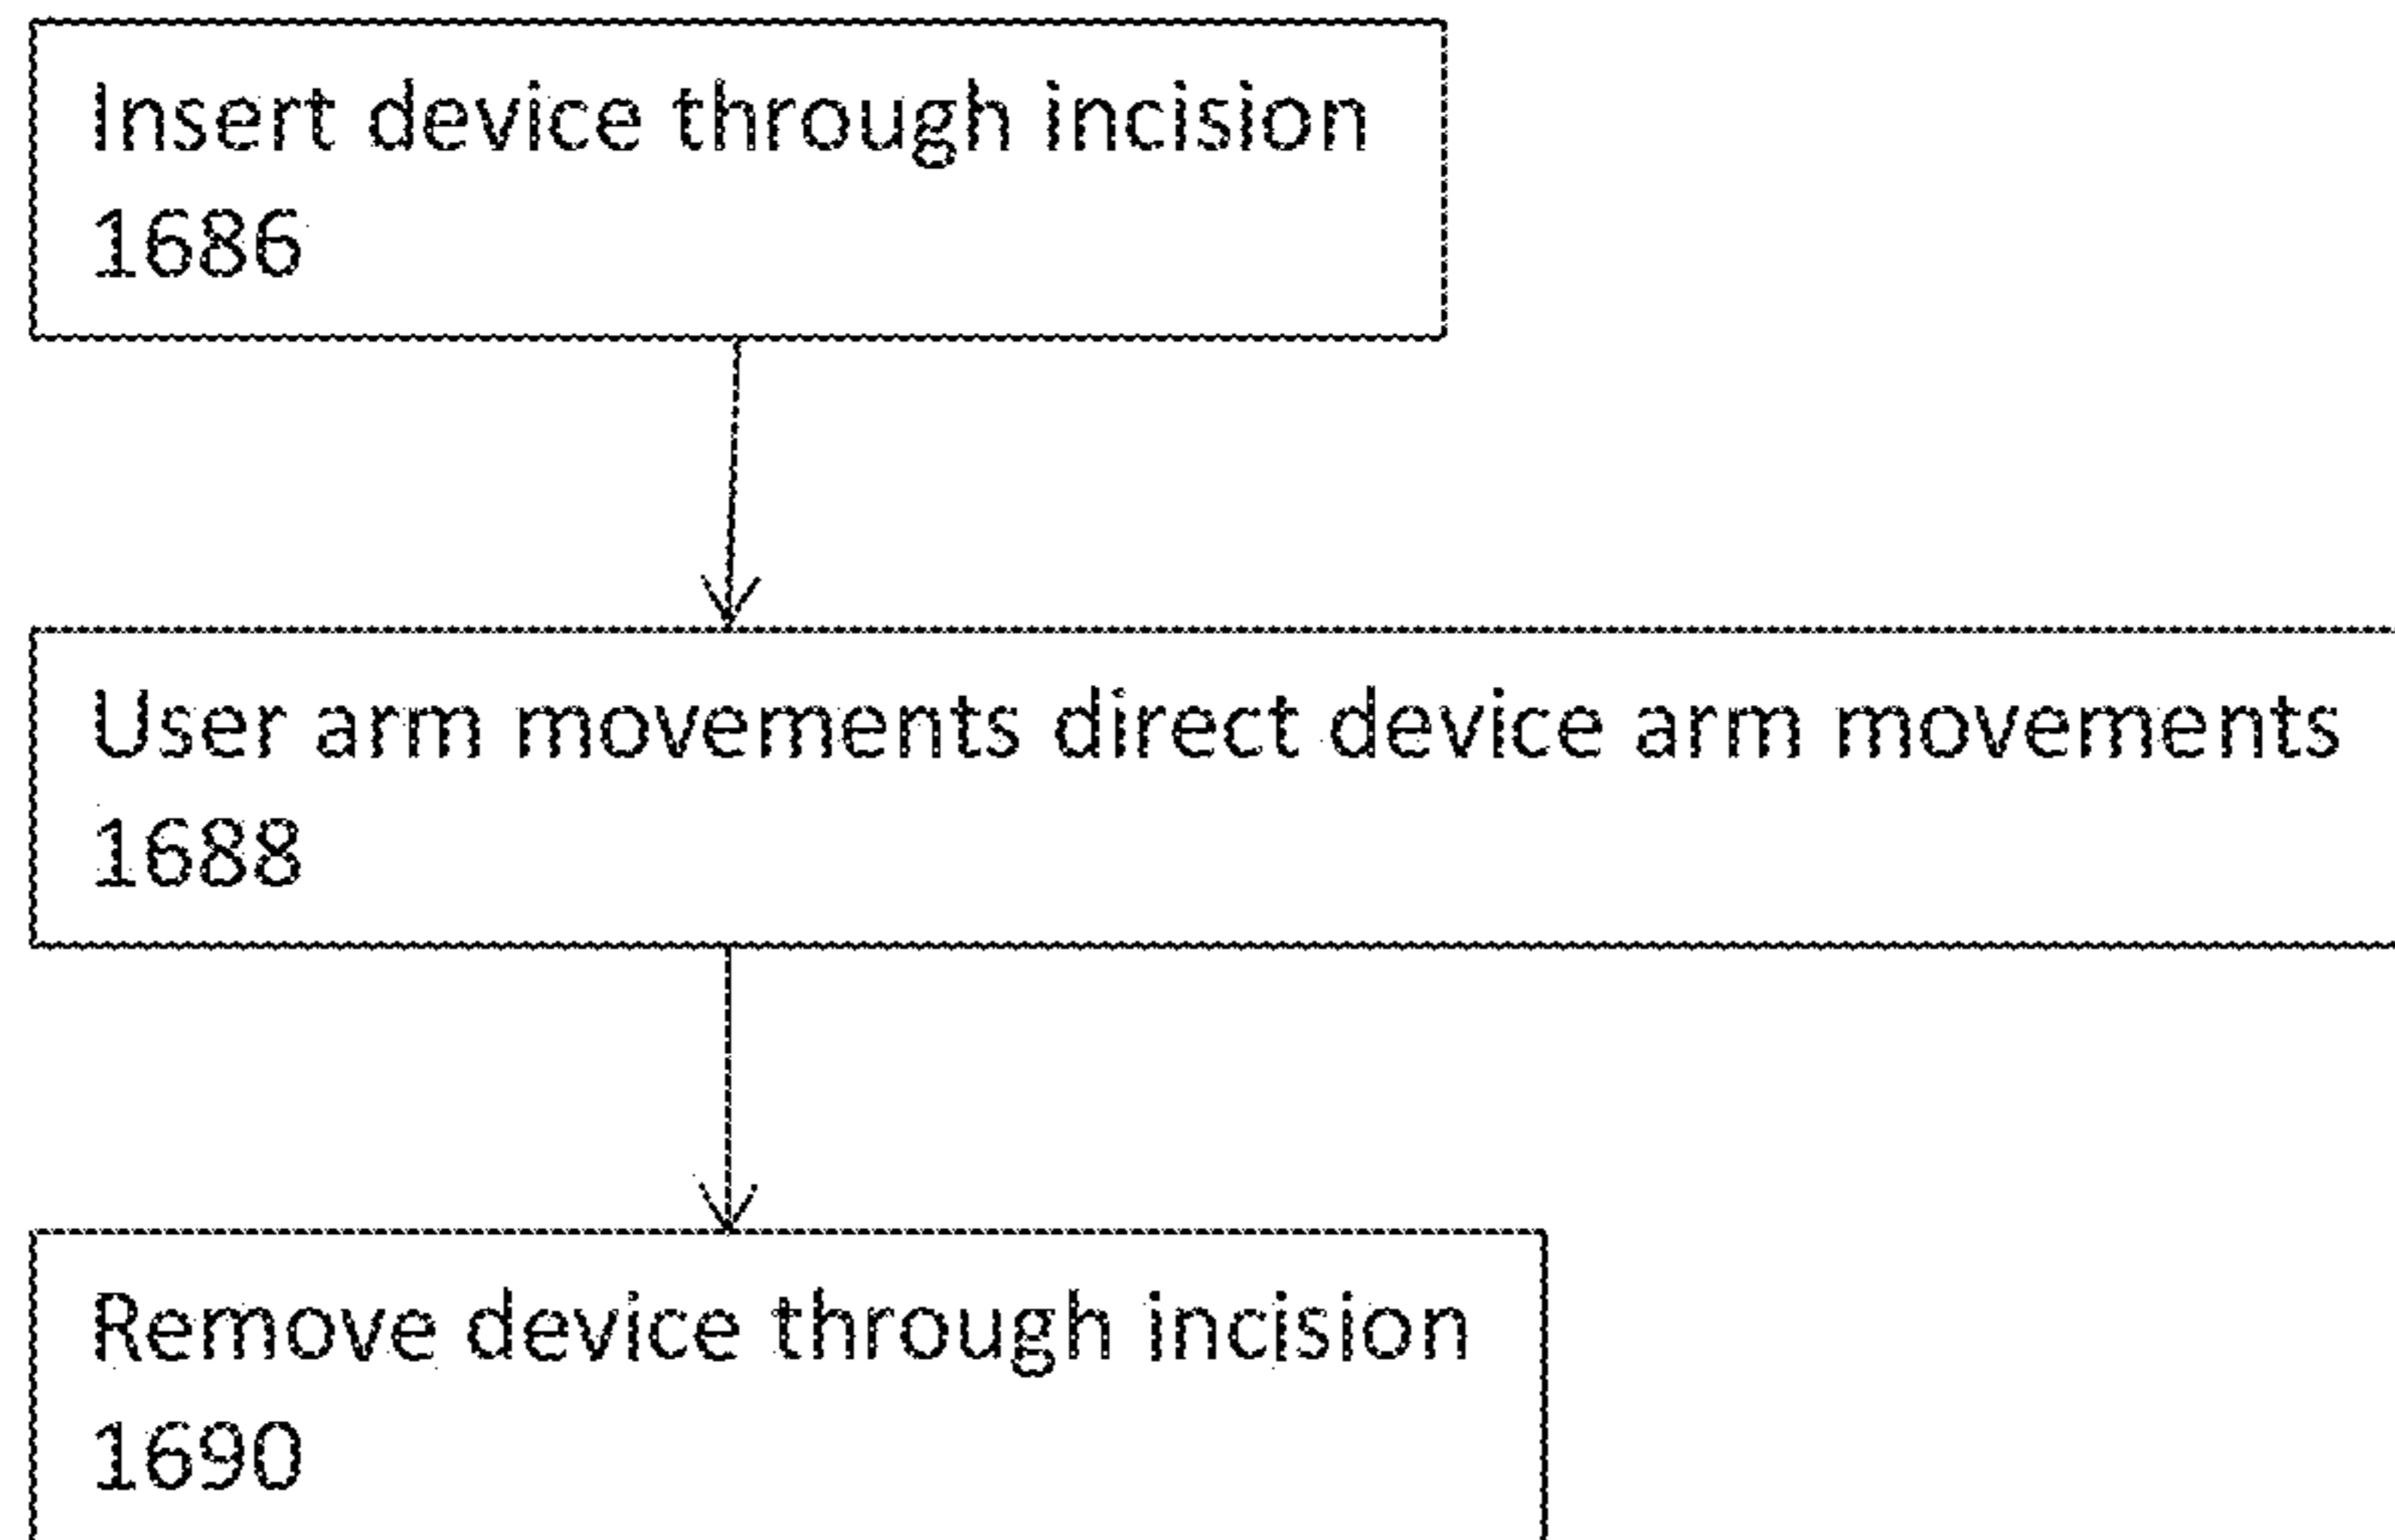 Insert device through incision
1686
User arm movements direct device arm movements
1688
Remove device through incision
1690